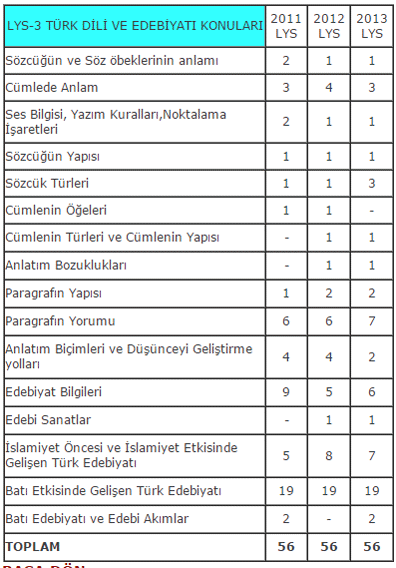 LYS-3 TÜRK DİLİ VE EDEBİYATI KONULARI 2011 LYS 2012 LYS 2013 LYS
Sözcüğün ve Söz öbeklerinin anlamı 2 1 1
Cümlede Anlam 3 4 3
Ses Bilgisi, Yazım Kuralları,Noktalama
İşaretleri 2 1 1
Sözcüğün Yapısı 1 1 1
Sözcük Türleri 1 1 3
Cümlenin Öğeleri 1 1 -
Cümlenin Türleri ve Cümlenin Yapısı - 1 1
Anlatım Bozuklukları - 1 1
Paragrafın Yapısı 1 2 2
Paragrafın Yorumu 6 6 7
Anlatım Biçimleri ve Düşünceyi Geliştirme
yolları 4 4 2
Edebiyat Bilgileri 9 5 6
Edebi Sanatlar - 1 1
İslamiyet Öncesi ve İslamiyet Etkisinde
Gelişen Türk Edebiyatı 5 8 7
Batı Etkisinde Gelişen Türk Edebiyatı 19 19 19
Batı Edebiyatı ve Edebi Akımlar 2 - 2
TOPLAM 56 56 56